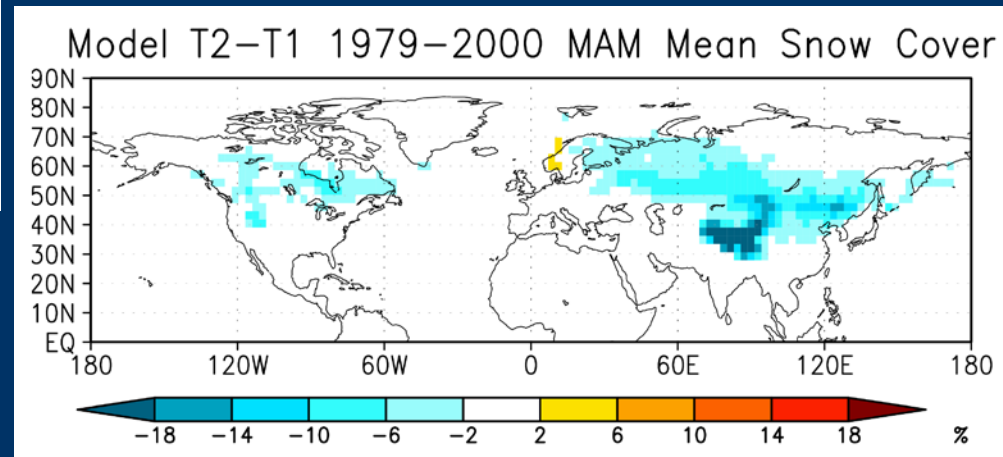 Model T2-T1 1979-2000 MAM Mean Snow Cover
90N
80N
70N
60N
50N
40N
30N
20N
10N
EQ
180 120W 60W 0 60E 120E 180
-18 -14 -10 -6 -2 2 6 10 14 18 %